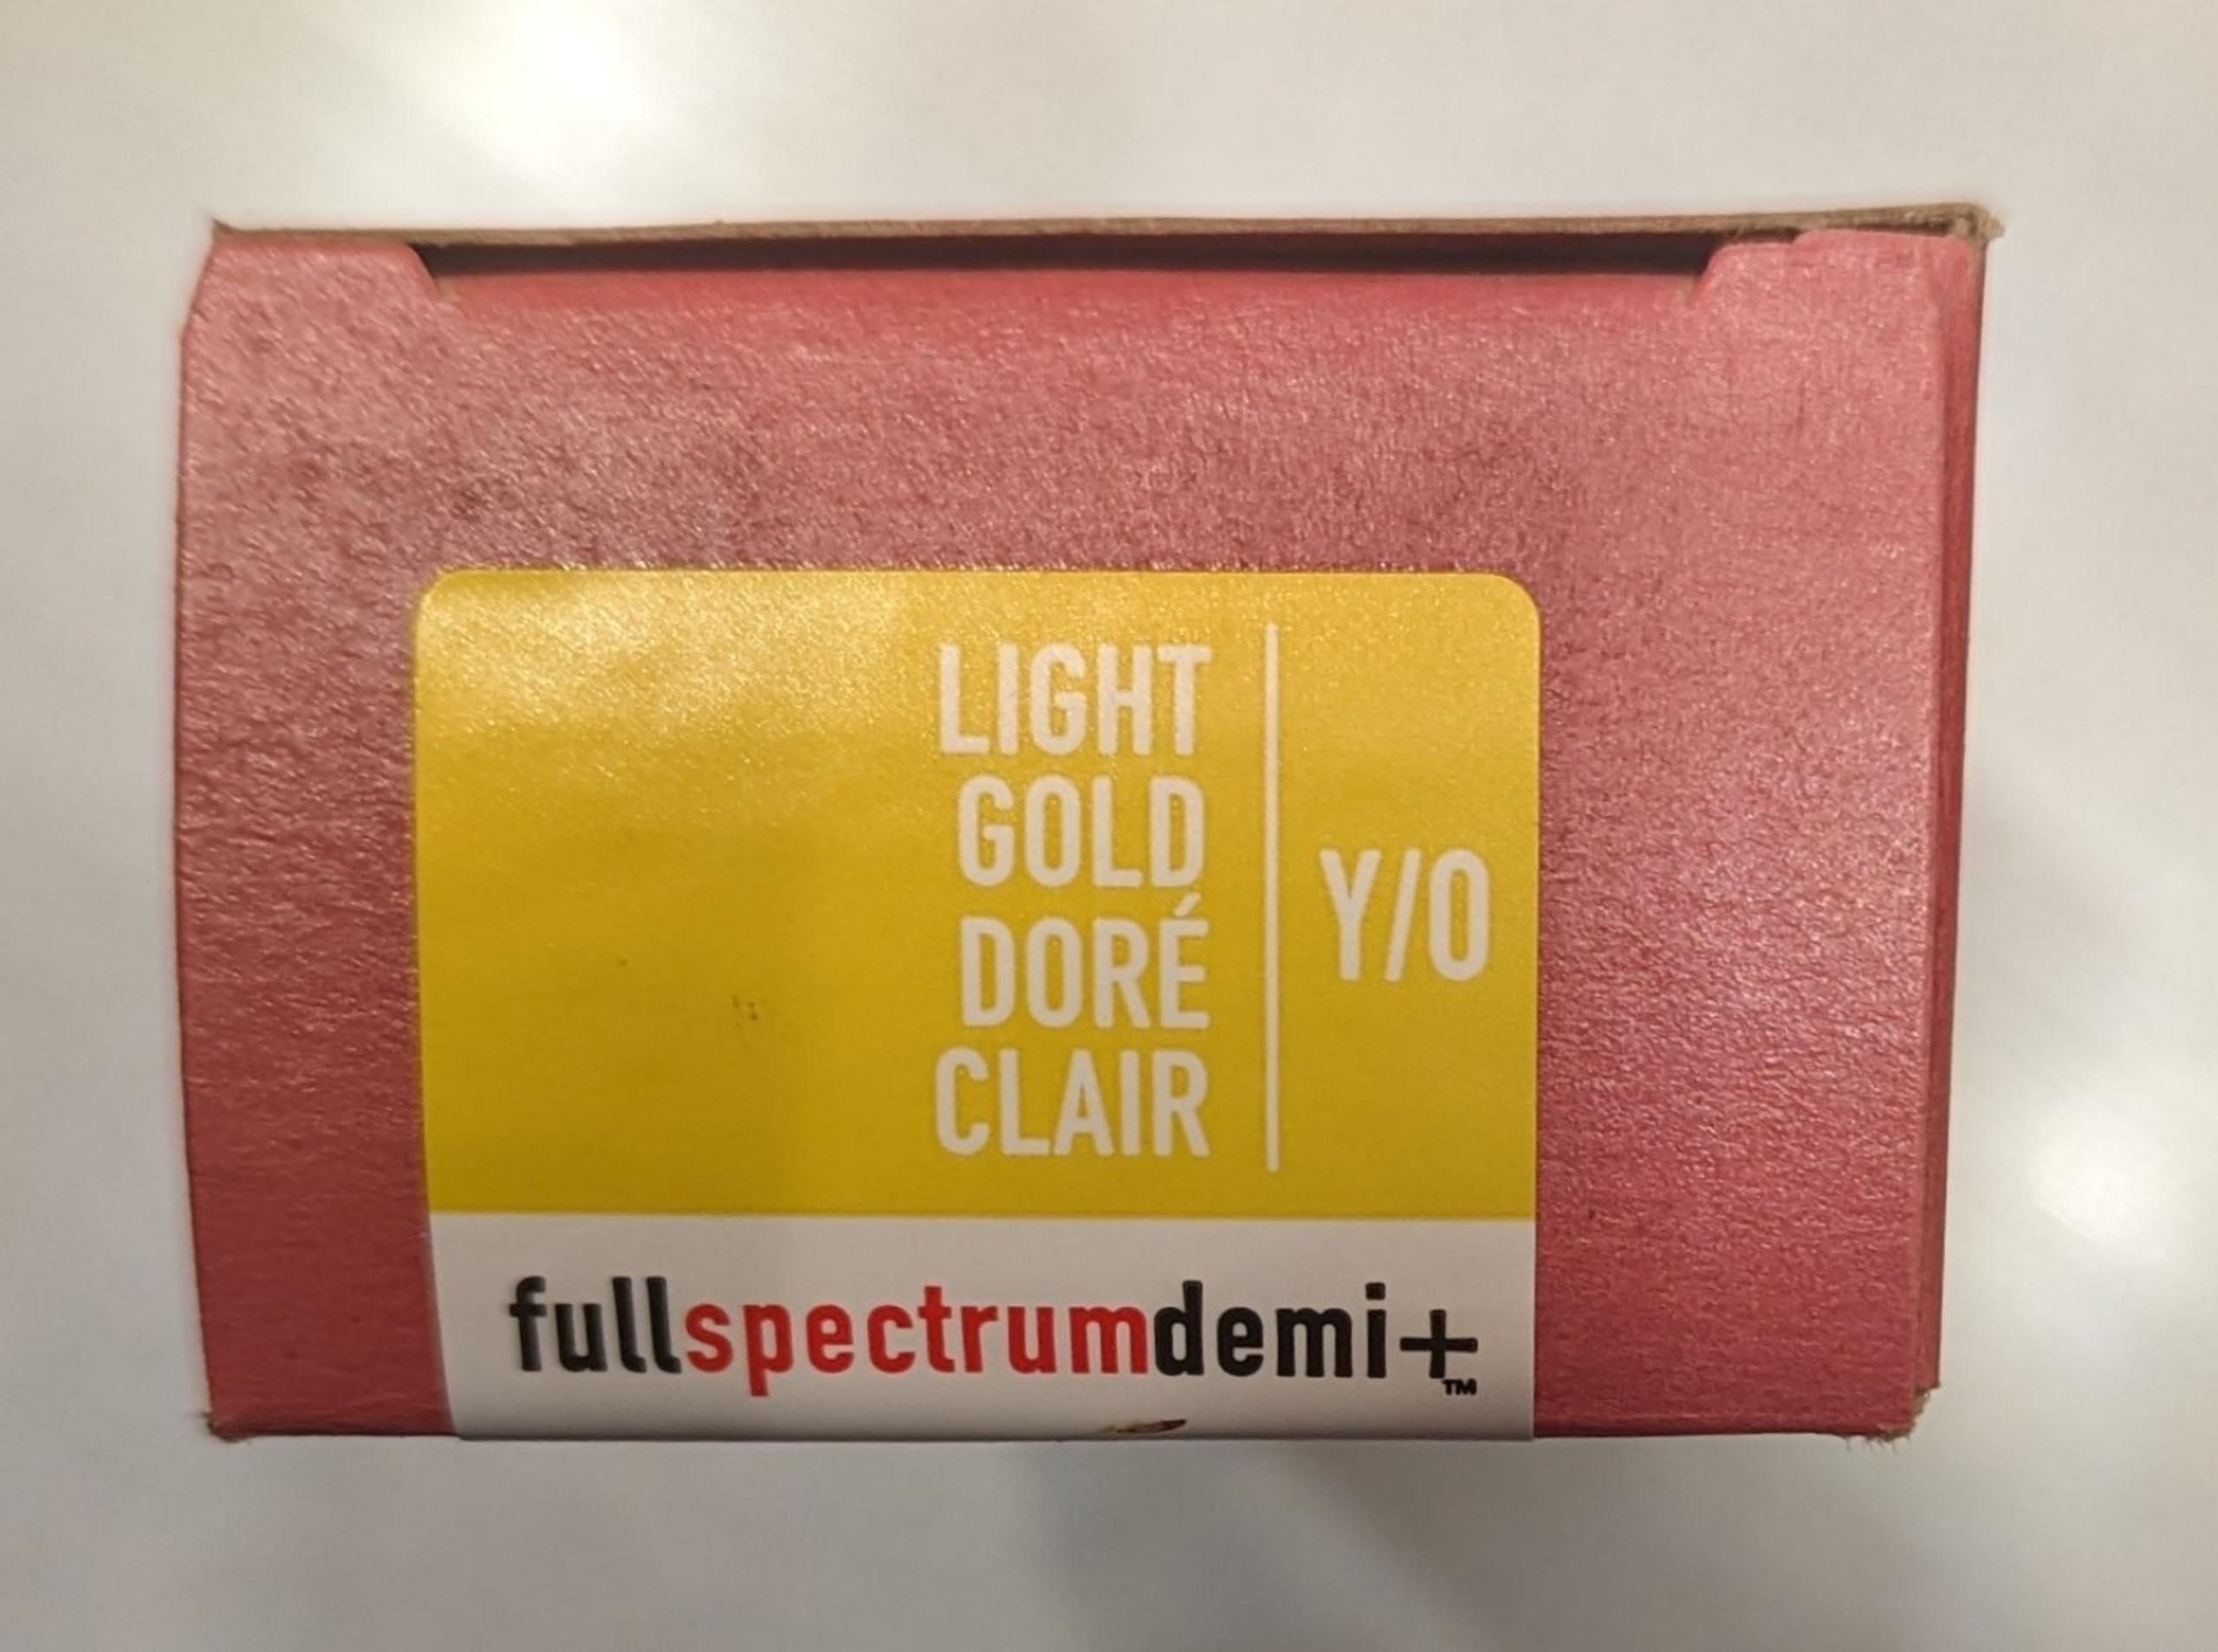 LIGHT
GOLD
DORÉ
CLAIR
Y/O
fullspectrumdemi+™